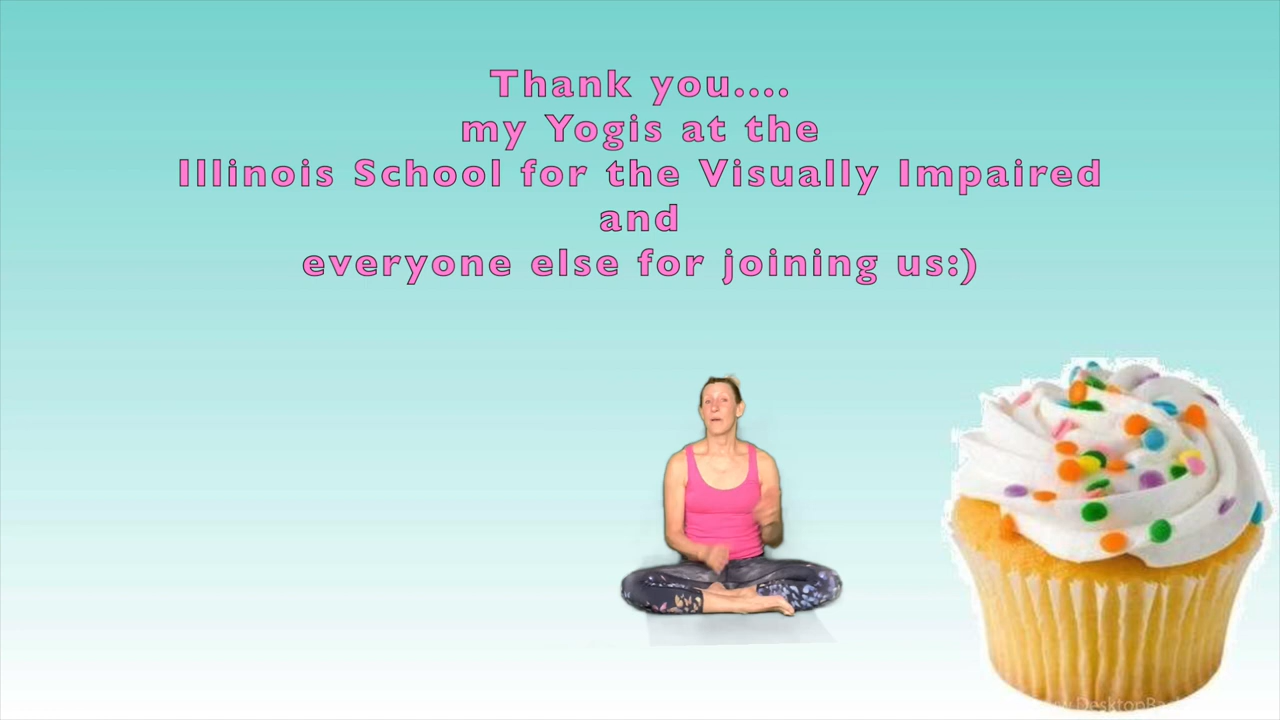 Thank you....
my Yogis at the
Illinois School for the Visually Impaired
and
everyone else for joining us:)